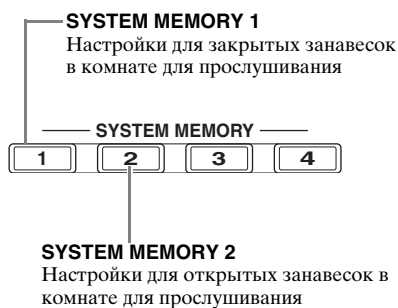 SYSTEM MEMORY 1
Настройки для закрытых занавесок
в комнате для прослушивания
SYSTEM MEMORY
1 2 3 4
SYSTEM MEMORY 2
Настройки для открытых занавесок в
комнате для прослушивания